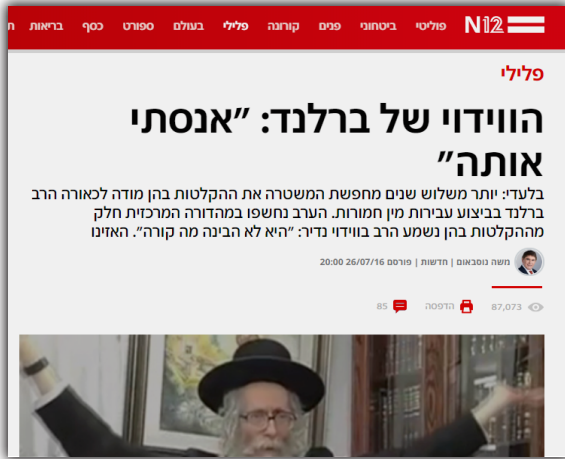 N12 פוליטי ביטחוני פנים קורונה פלילי בעולם ספורט כסף בריאות
פלילי
הווידוי של ברלנד: "אנסתי
אותה"
בלעדי: יותר משלוש שנים מחפשת המשטרה את ההקלטות בהן מודה לכאורה הרב
ברלנד בביצוע עבירות מין חמורות. הערב נחשפו במהדורה המרכזית חלק
מההקלטות בהן נשמע הרב בווידוי נדיר: "היא לא הבינה מה קורה". האזינו
משה נוסבאום | חדשות | פורסם 26/07/16 20:00
87,073 הדפסה 85